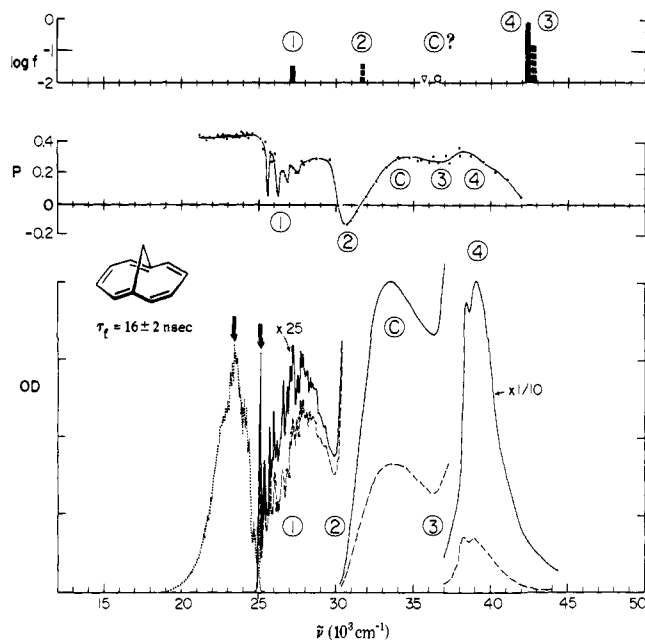 ④ ③
① ② Ⓒ ?
0
-1
-2
log f
0.4
0.2
0
-0.2
P
Ⓒ ③ ④
①
②
④
τf = 16 ± 2 nsec
x 25
Ⓒ
x 1/10
OD
① ② ③
15 20 25 30 35 40 45 50
ν̃ (10³ cm⁻¹)